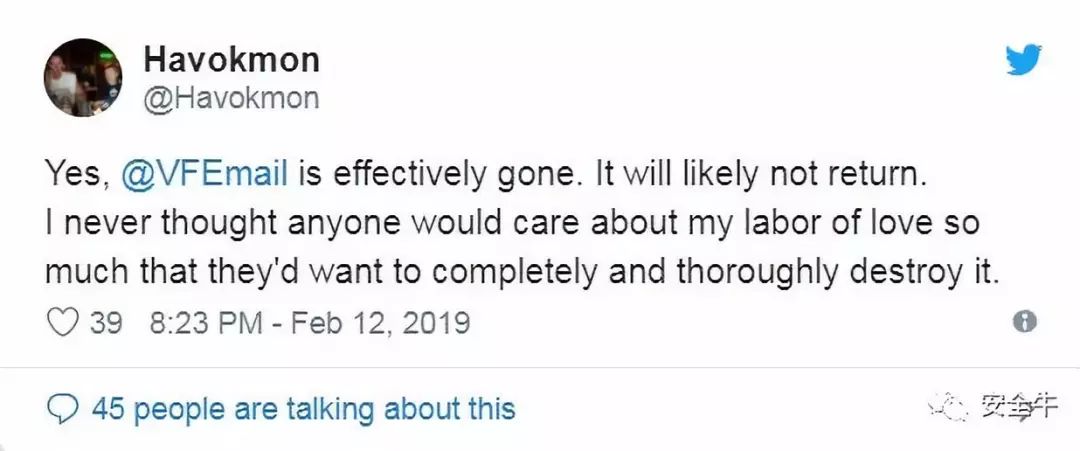 Havokmon
@Havokmon
Yes, @VFEmail is effectively gone. It will likely not return.
I never thought anyone would care about my labor of love so
much that they'd want to completely and thoroughly destroy it.
39 8:23 PM - Feb 12, 2019
45 people are talking about this
安全牛